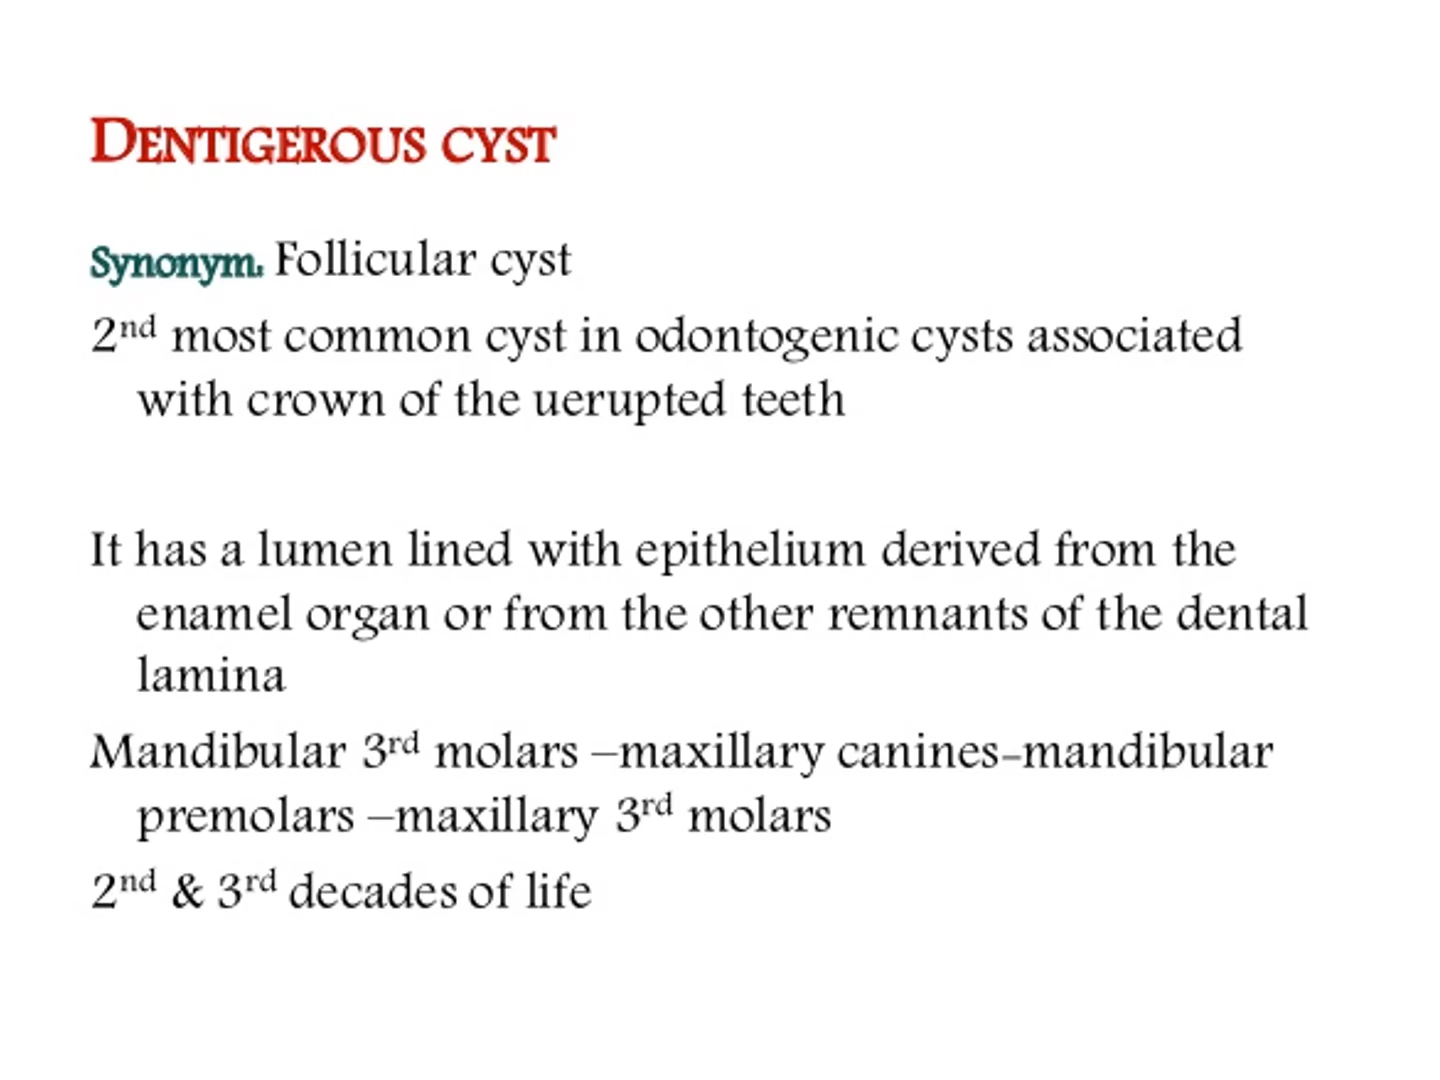 DENTIGEROUS CYST
Synonym: Follicular cyst
2nd most common cyst in odontogenic cysts associated
with crown of the uerupted teeth
It has a lumen lined with epithelium derived from the
enamel organ or from the other remnants of the dental
lamina
Mandibular 3rd molars –maxillary canines-mandibular
premolars –maxillary 3rd molars
2nd & 3rd decades of life